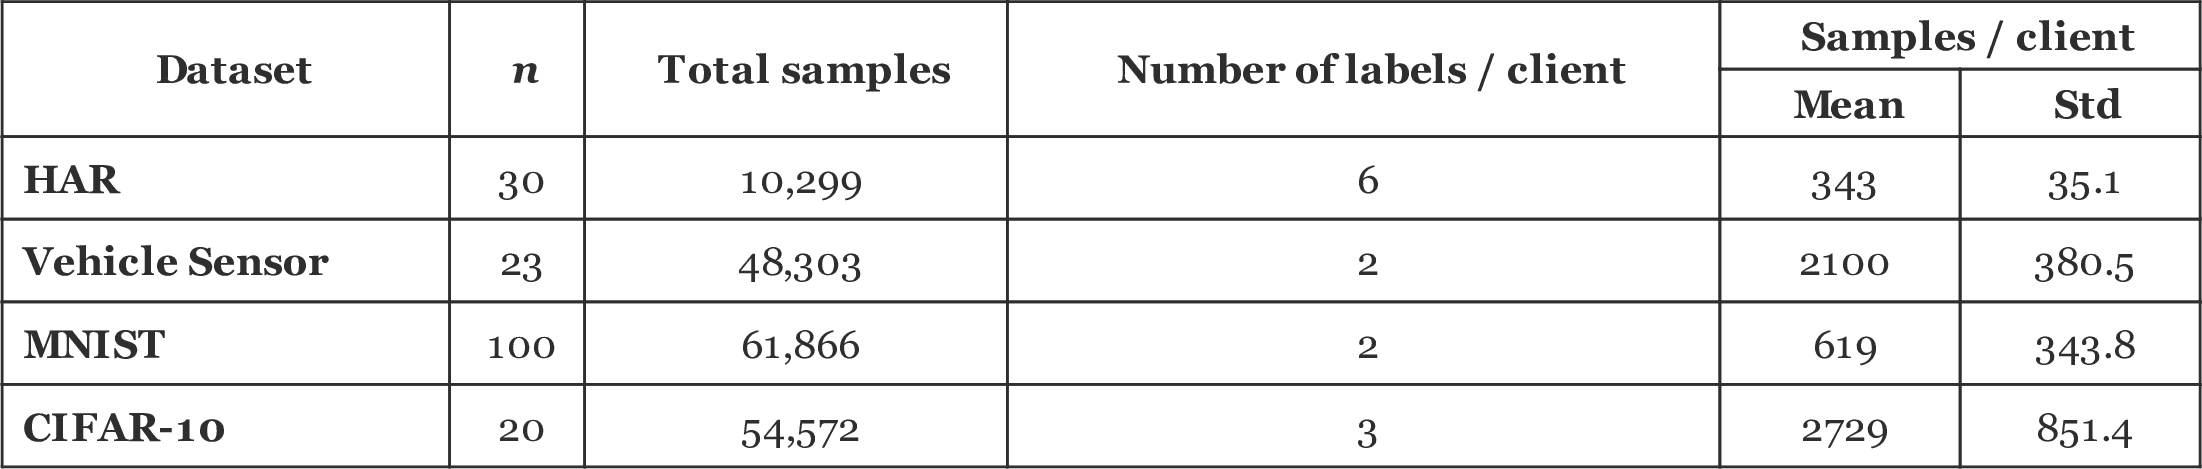 Dataset n Total samples Number of labels / client Samples / client
Mean Std
HAR 30 10,299 6 343 35.1
Vehicle Sensor 23 48,303 2 2100 380.5
MNIST 100 61,866 2 619 343.8
CIFAR-10 20 54,572 3 2729 851.4